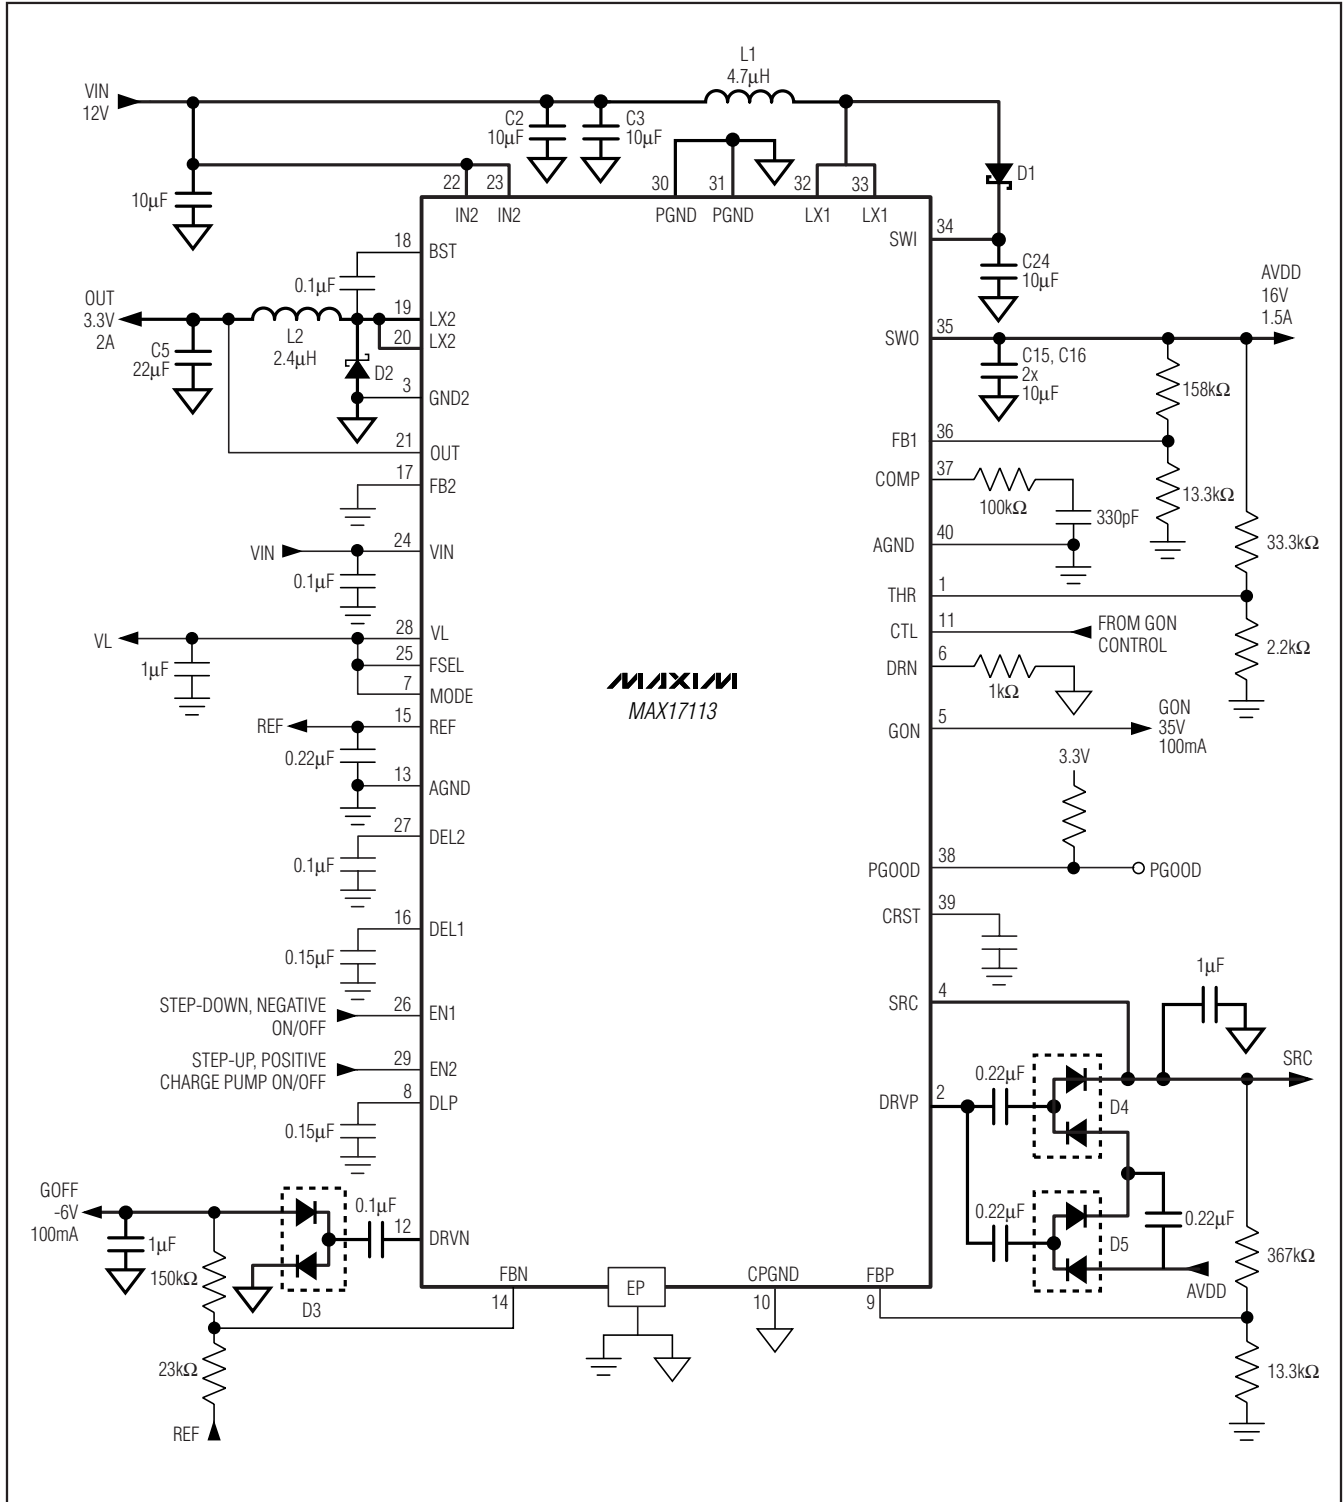 L1
4.7µH
VIN
12V
C2
10µF
C3
10µF
10µF
22
23
30
31
32
33
IN2
IN2
PGND
PGND
LX1
LX1
D1
34
SWI
C24
10µF
18
BST
0.1µF
OUT
3.3V
2A
19
LX2
20
LX2
L2
2.4µH
C5
22µF
D2
3
GND2
21
OUT
17
FB2
AVDD
16V
1.5A
35
SWO
C15, C16
2x
10µF
158kΩ
36
FB1
37
COMP
100kΩ
13.3kΩ
330pF
40
AGND
33.3kΩ
1
THR
11
CTL
FROM GON
CONTROL
6
DRN
1kΩ
2.2kΩ
5
GON
GON
35V
100mA
VIN
24
VIN
0.1µF
VL
28
VL
25
FSEL
1µF
7
MODE
MAXIM
MAX17113
REF
15
REF
0.22µF
13
AGND
3.3V
27
DEL2
0.1µF
38
PGOOD
PGOOD
39
CRST
16
DEL1
0.15µF
1µF
STEP-DOWN, NEGATIVE
ON/OFF
26
EN1
4
SRC
SRC
STEP-UP, POSITIVE
CHARGE PUMP ON/OFF
29
EN2
8
DLP
0.15µF
0.22µF
D4
2
DRVP
GOFF
-6V
100mA
0.1µF
12
DRVN
1µF
150kΩ
D3
0.22µF
D5
0.22µF
367kΩ
AVDD
FBN
14
EP
CPGND
10
FBP
9
23kΩ
13.3kΩ
REF